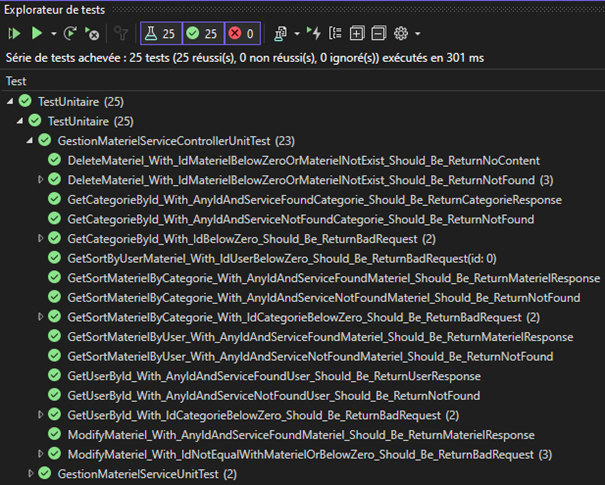 Explorateur de tests
25 25 0
Série de tests achevée : 25 tests (25 réussi(s), 0 non réussi(s), 0 ignoré(s)) exécutés en 301 ms
Test
TestUnitaire (25)
TestUnitaire (25)
GestionMaterielServiceControllerUnitTest (23)
DeleteMateriel_With_IdMaterielBelowZeroOrMaterielNotExist_Should_Be_ReturnNoContent
DeleteMateriel_With_IdMaterielBelowZeroOrMaterielNotExist_Should_Be_ReturnNotFound (3)
GetCategorieById_With_AnyIdAndServiceFoundCategorie_Should_Be_ReturnCategorieResponse
GetCategorieById_With_AnyIdAndServiceNotFoundCategorie_Should_Be_ReturnNotFound
GetCategorieById_With_IdBelowZero_Should_Be_ReturnBadRequest (2)
GetSortByUserMateriel_With_IdUserBelowZero_Should_Be_ReturnBadRequest(id: 0)
GetSortMaterielByCategorie_With_AnyIdAndServiceFoundMateriel_Should_Be_ReturnMaterielResponse
GetSortMaterielByCategorie_With_AnyIdAndServiceNotFoundMateriel_Should_Be_ReturnNotFound
GetSortMaterielByCategorie_With_IdCategorieBelowZero_Should_Be_ReturnBadRequest (2)
GetSortMaterielByUser_With_AnyIdAndServiceFoundMateriel_Should_Be_ReturnMaterielResponse
GetSortMaterielByUser_With_AnyIdAndServiceNotFoundMateriel_Should_Be_ReturnNotFound
GetUserById_With_AnyIdAndServiceFoundUser_Should_Be_ReturnUserResponse
GetUserById_With_AnyIdAndServiceNotFoundUser_Should_Be_ReturnNotFound
GetUserById_With_IdCategorieBelowZero_Should_Be_ReturnBadRequest (2)
ModifyMateriel_With_AnyIdAndServiceFoundMateriel_Should_Be_ReturnMaterielResponse
ModifyMateriel_With_IdNotEqualWithMaterielOrBelowZero_Should_Be_ReturnBadRequest (3)
GestionMaterielServiceUnitTest (2)